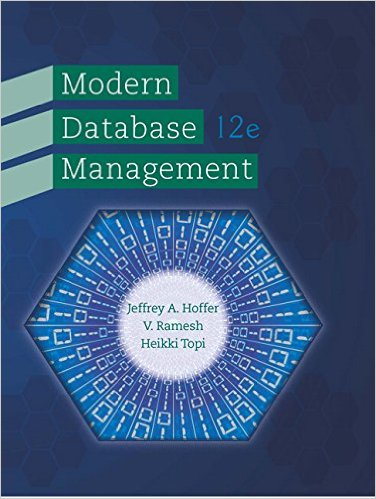 Modern
Database 12e
Management
Jeffrey A. Hoffer
V. Ramesh
Heikki Topi